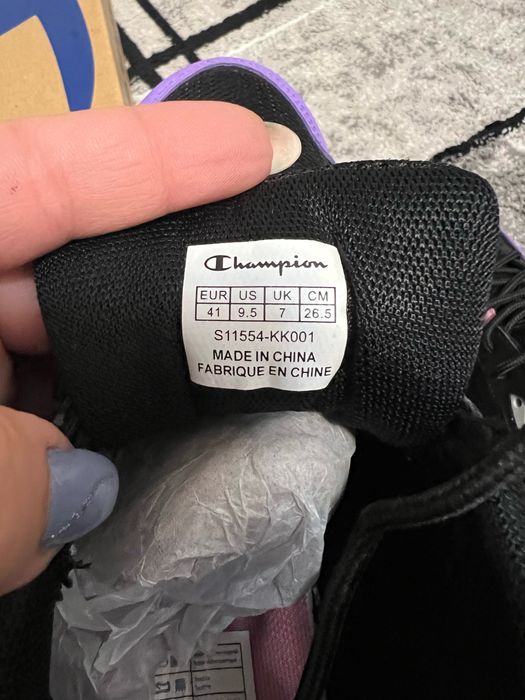 Champion
EUR US UK CM
41 9.5 7 26.5
S11554-KK001
MADE IN CHINA
FABRIQUE EN CHINE